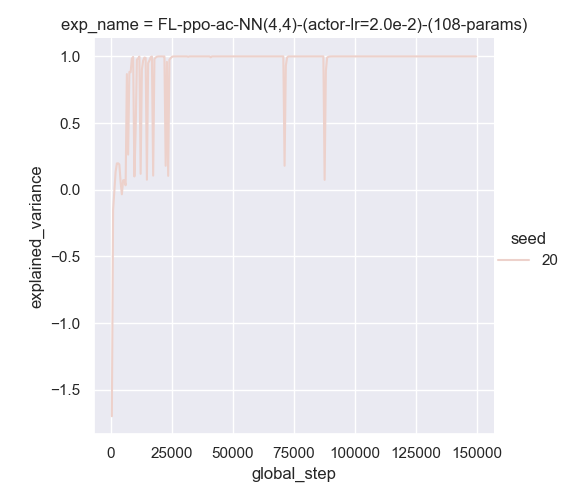 exp_name = FL-ppo-ac-NN(4,4)-(actor-lr=2.0e-2)-(108-params)
1.0
0.5
0.0
−0.5
−1.0
−1.5
explained_variance
0 25000 50000 75000 100000 125000 150000
global_step
seed
20